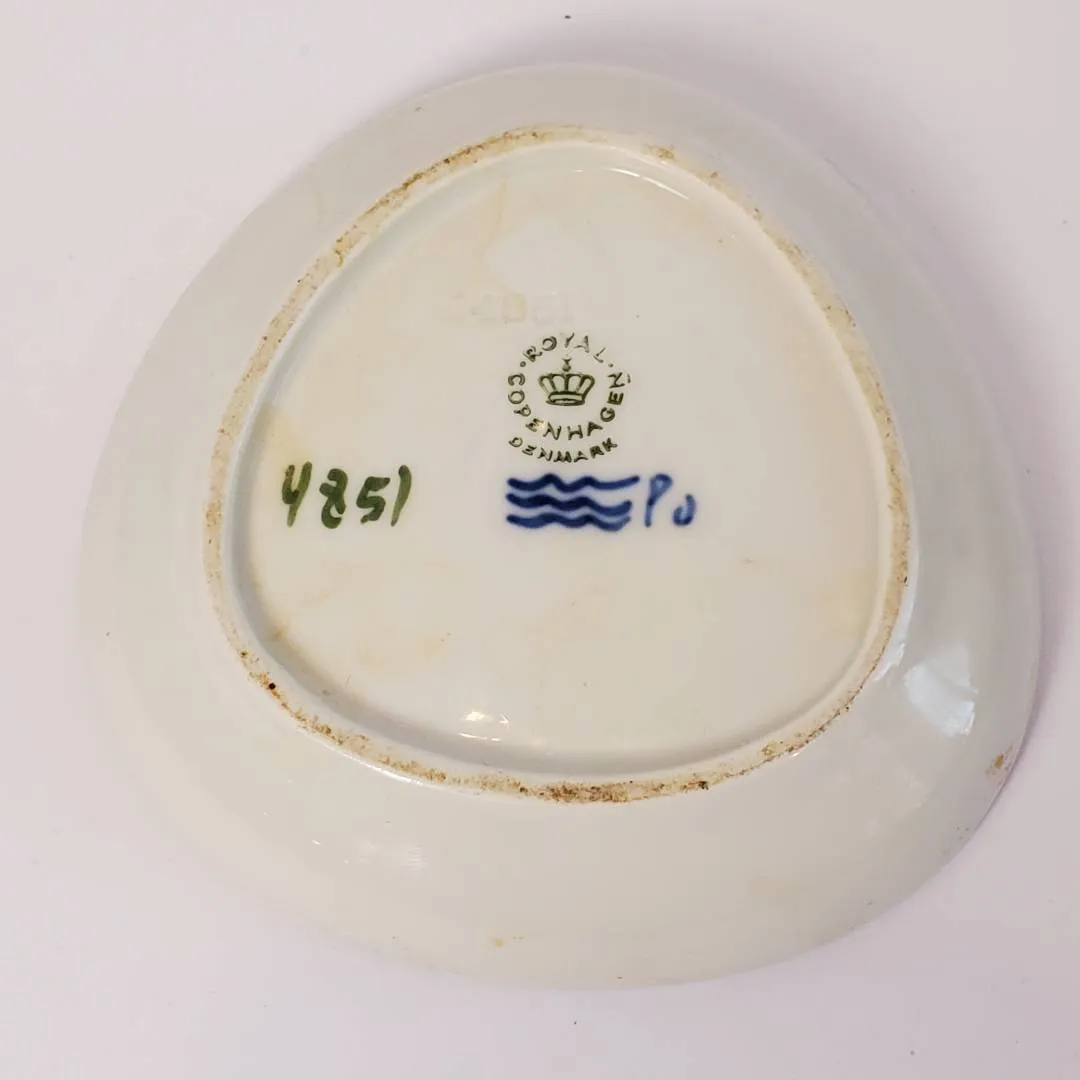 ROYAL
COPENHAGEN
DENMARK
4851
Po